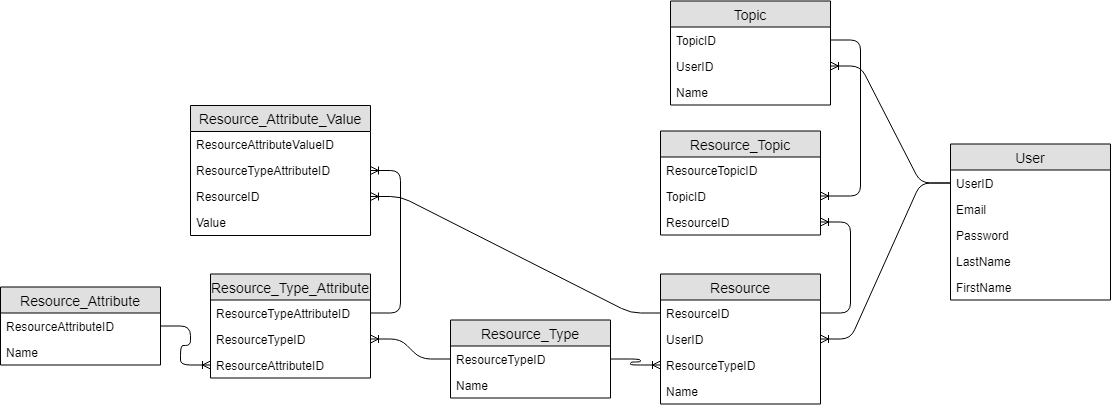 Topic
TopicID
UserID
Name
Resource_Attribute_Value
ResourceAttributeValueID
ResourceTypeAttributeID
ResourceID
Value
Resource_Topic
ResourceTopicID
TopicID
ResourceID
User
UserID
Email
Password
LastName
FirstName
Resource_Attribute
ResourceAttributeID
Name
Resource_Type_Attribute
ResourceTypeAttributeID
ResourceTypeID
ResourceAttributeID
Resource_Type
ResourceTypeID
Name
Resource
ResourceID
UserID
ResourceTypeID
Name